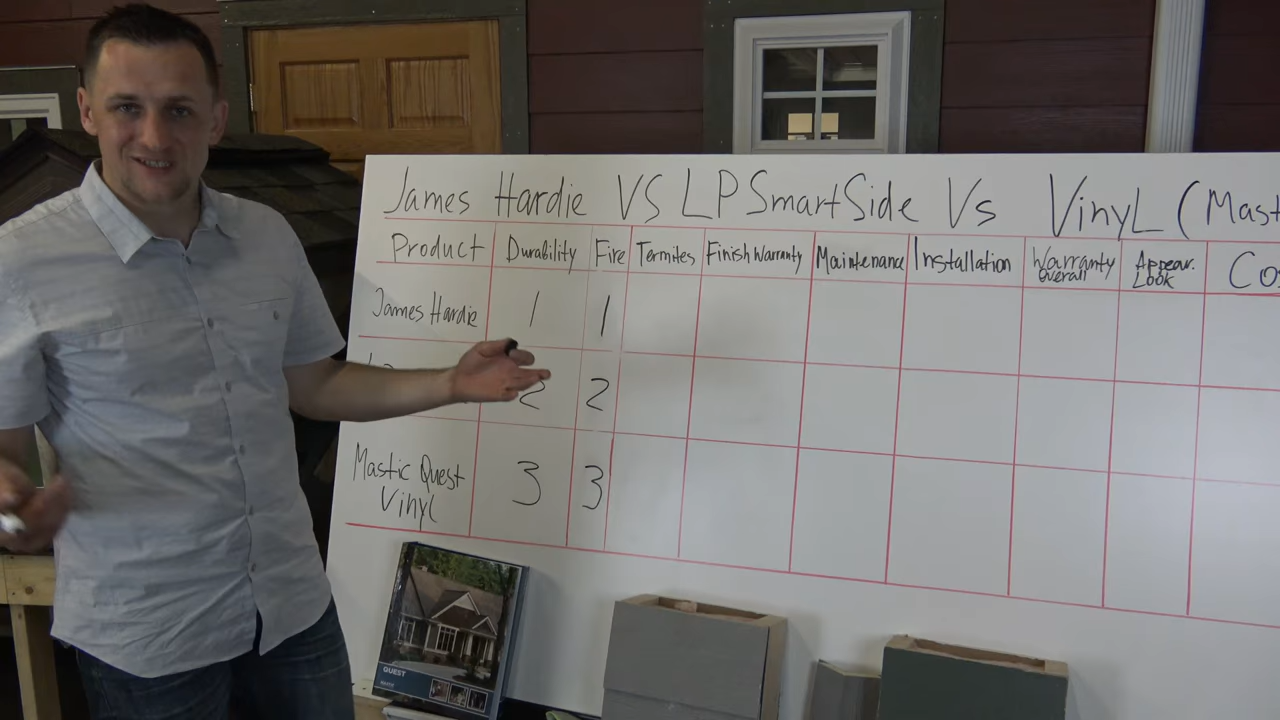 James Hardie VS LP SmartSide Vs Vinyl (Mast
Product Durability Fire Termites Finish Warranty Maintenance Installation Warranty overall Appear. Look Co
James Hardie 1 1
2 2
Mastic Quest Vinyl 3 3
QUEST